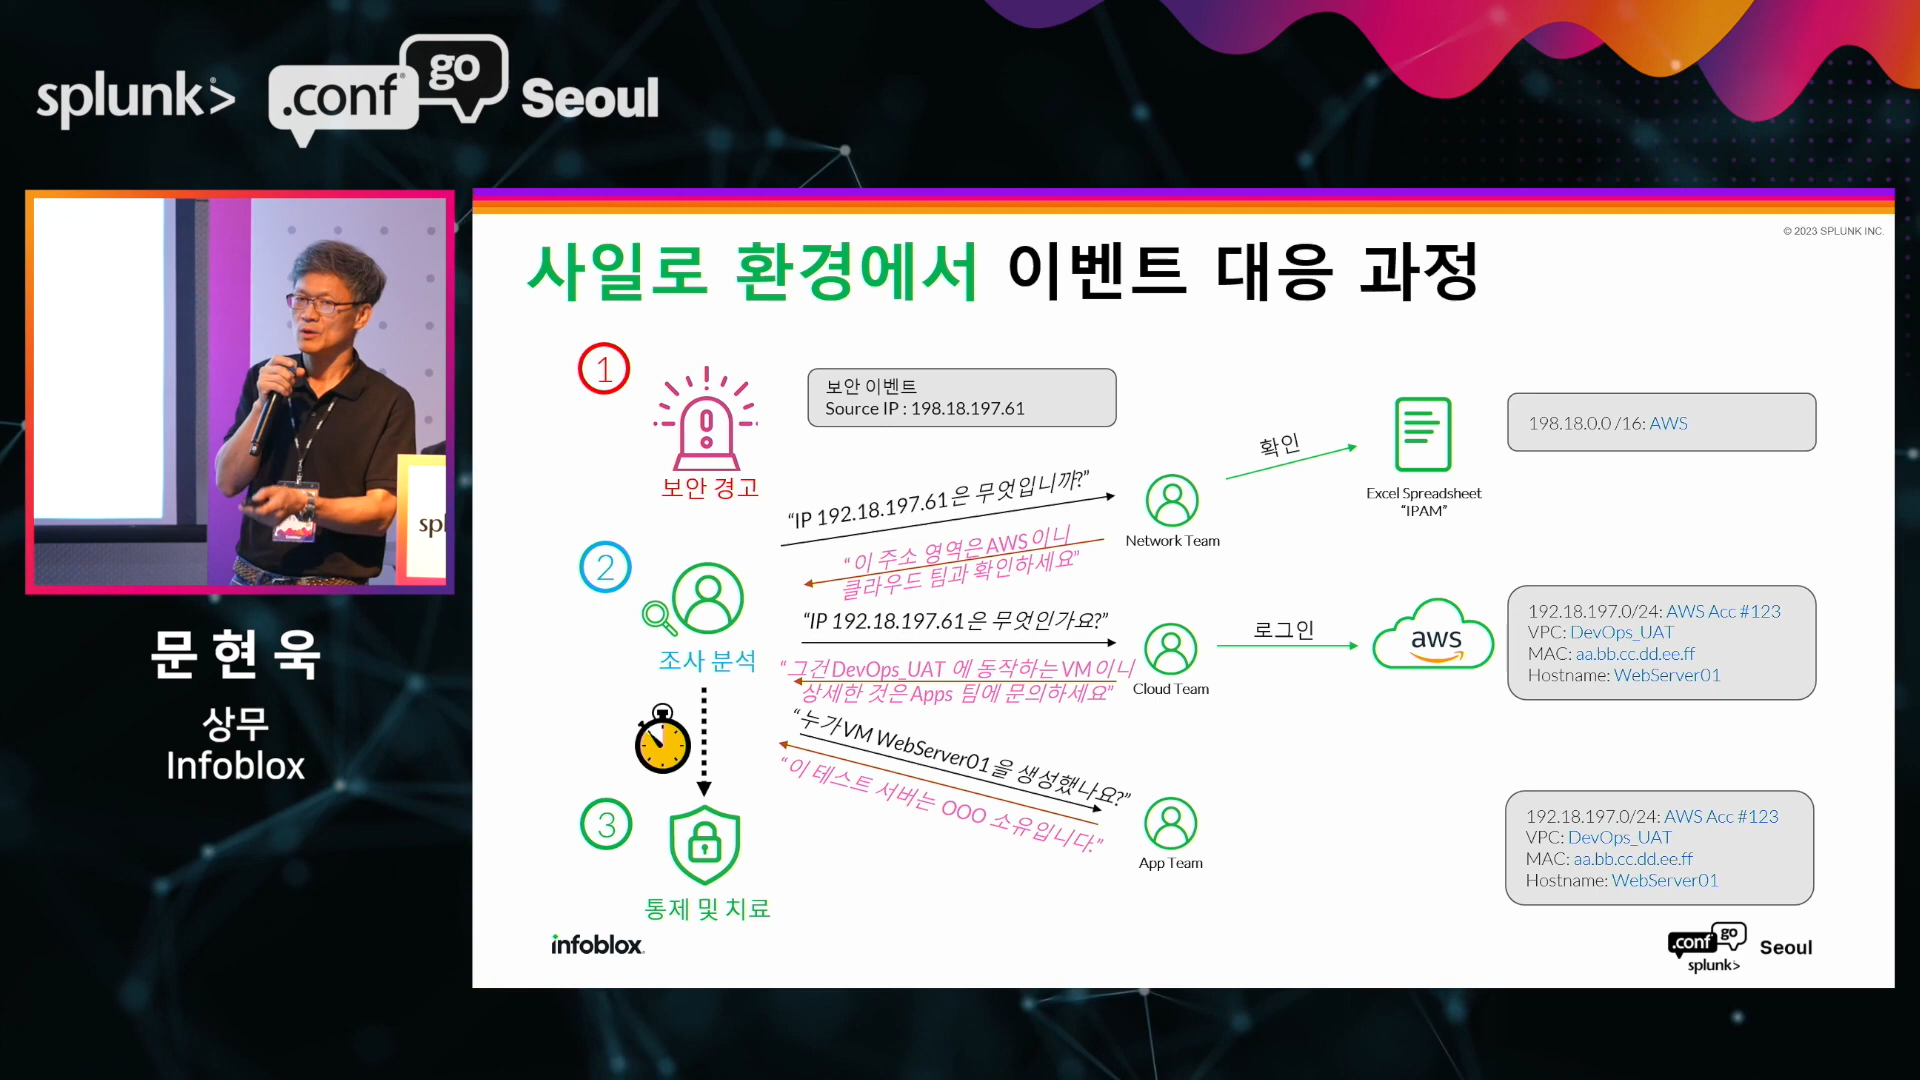 splunk> .conf go Seoul
© 2023 SPLUNK INC.
사일로 환경에서 이벤트 대응 과정
1
보안 경고
보안 이벤트
Source IP : 198.18.197.61
"IP 192.18.197.61은 무엇입니까?"
"이 주소 영역은 AWS이니
클라우드 팀과 확인하세요"
Network Team
확인
Excel Spreadsheet
"IPAM"
198.18.0.0 /16: AWS
2
조사 분석
"IP 192.18.197.61은 무엇인가요?"
"그건 DevOps_UAT 에 동작하는 VM 이니
상세한 것은 Apps 팀에 문의하세요"
Cloud Team
로그인
aws
192.18.197.0/24: AWS Acc #123
VPC: DevOps_UAT
MAC: aa.bb.cc.dd.ee.ff
Hostname: WebServer01
"누가 VM WebServer01을 생성했나요?"
"이 테스트 서버는 OOO 소유입니다."
App Team
192.18.197.0/24: AWS Acc #123
VPC: DevOps_UAT
MAC: aa.bb.cc.dd.ee.ff
Hostname: WebServer01
3
통제 및 치료
infoblox.
.conf go
splunk>
Seoul
spl
문 현 욱
상무
Infoblox